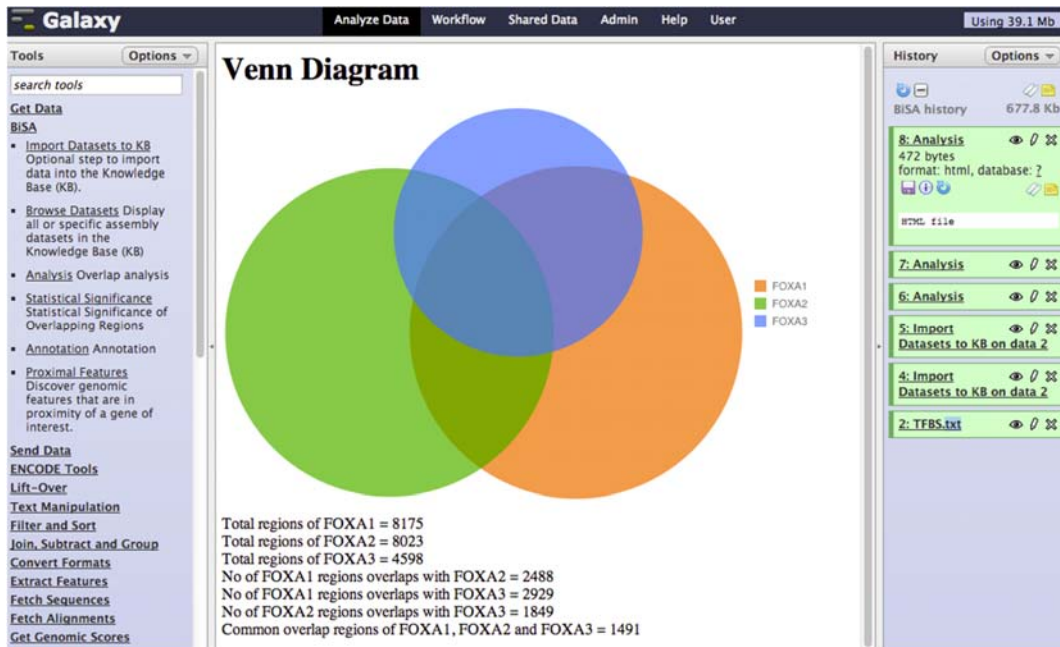 Galaxy
Analyze Data Workflow Shared Data Admin Help User
Using 39.1 Mb
Tools Options
search tools
Get Data
BiSA
Import Datasets to KB
Optional step to import
data into the Knowledge
Base (KB).
Browse Datasets Display
all or specific assembly
datasets in the
Knowledge Base (KB)
Analysis Overlap analysis
Statistical Significance
Statistical Significance of
Overlapping Regions
Annotation Annotation
Proximal Features
Discover genomic
features that are in
proximity of a gene of
interest.
Send Data
ENCODE Tools
Lift-Over
Text Manipulation
Filter and Sort
Join, Subtract and Group
Convert Formats
Extract Features
Fetch Sequences
Fetch Alignments
Get Genomic Scores
Venn Diagram
FOXA1
FOXA2
FOXA3
Total regions of FOXA1 = 8175
Total regions of FOXA2 = 8023
Total regions of FOXA3 = 4598
No of FOXA1 regions overlaps with FOXA2 = 2488
No of FOXA1 regions overlaps with FOXA3 = 2929
No of FOXA2 regions overlaps with FOXA3 = 1849
Common overlap regions of FOXA1, FOXA2 and FOXA3 = 1491
History Options
BiSA history 677.8 Kb
8: Analysis
472 bytes
format: html, database: ?
HTML file
7: Analysis
6: Analysis
5: Import
Datasets to KB on data 2
4: Import
Datasets to KB on data 2
2: TFBS.txt